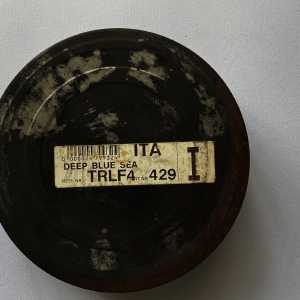 ITA
DEEP BLUE SEA
TRLF4 429 I